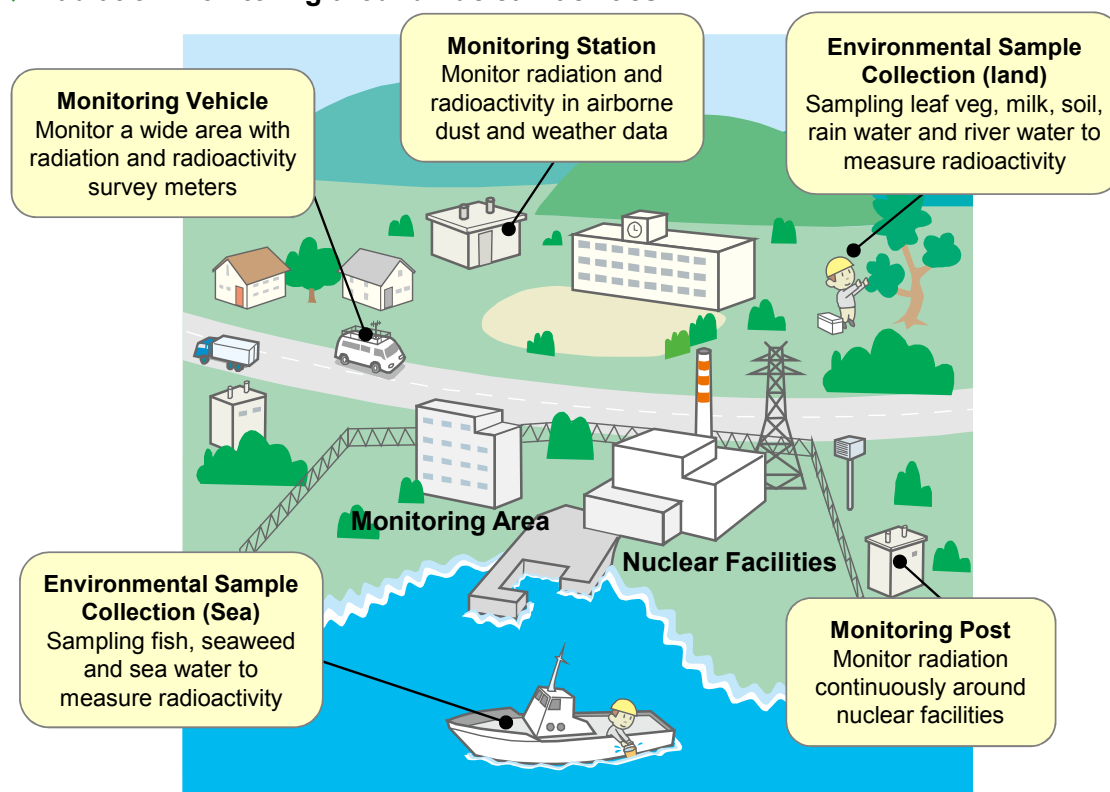 Monitoring Station
Monitor radiation and
radioactivity in airborne
dust and weather data
Environmental Sample
Collection (land)
Sampling leaf veg, milk, soil,
rain water and river water to
measure radioactivity
Monitoring Vehicle
Monitor a wide area with
radiation and radioactivity
survey meters
Monitoring Area
Nuclear Facilities
Environmental Sample
Collection (Sea)
Sampling fish, seaweed
and sea water to
measure radioactivity
Monitoring Post
Monitor radiation
continuously around
nuclear facilities